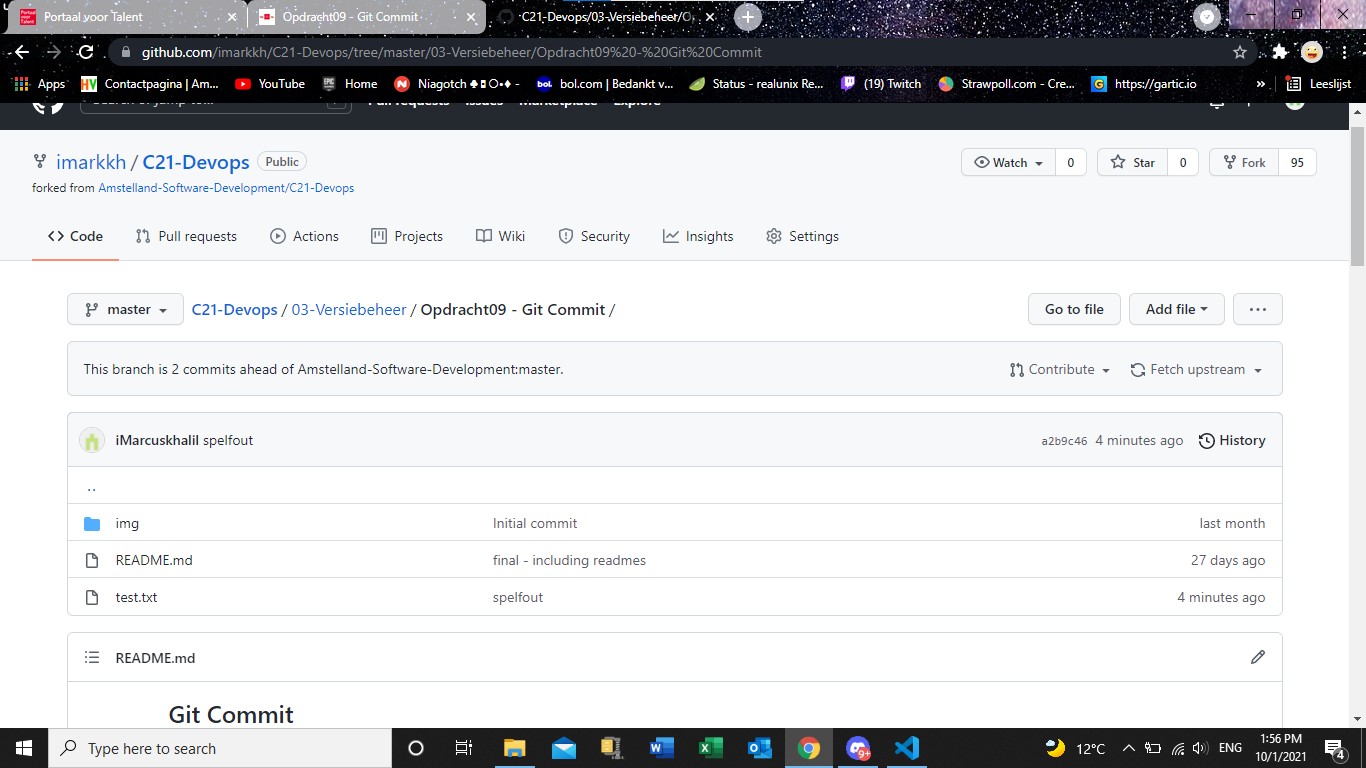 Portaal voor Talent
Opdracht09 - Git Commit
C21-Devops/03-Versiebeheer/O
github.com/imarkkh/C21-Devops/tree/master/03-Versiebeheer/Opdracht09%20-%20Git%20Commit
Apps Contactpagina | Am... YouTube Home Niagotch ♣▯○•♦ - bol.com | Bedankt v... Status - realunix Re... (19) Twitch Strawpoll.com - Cre... https://gartic.io » Leeslijst
Pull requests Issues Marketplace Explore
imarkkh / C21-Devops Public
Watch 0 Star 0 Fork 95
forked from Amstelland-Software-Development/C21-Devops
Code Pull requests Actions Projects Wiki Security Insights Settings
master C21-Devops / 03-Versiebeheer / Opdracht09 - Git Commit /
Go to file Add file ...
This branch is 2 commits ahead of Amstelland-Software-Development:master.
Contribute Fetch upstream
iMarcuskhalil spelfout a2b9c46 4 minutes ago History
..
img Initial commit last month
README.md final - including readmes 27 days ago
test.txt spelfout 4 minutes ago
README.md
Git Commit
Type here to search
9+
12°C
ENG
1:56 PM
10/1/2021
4